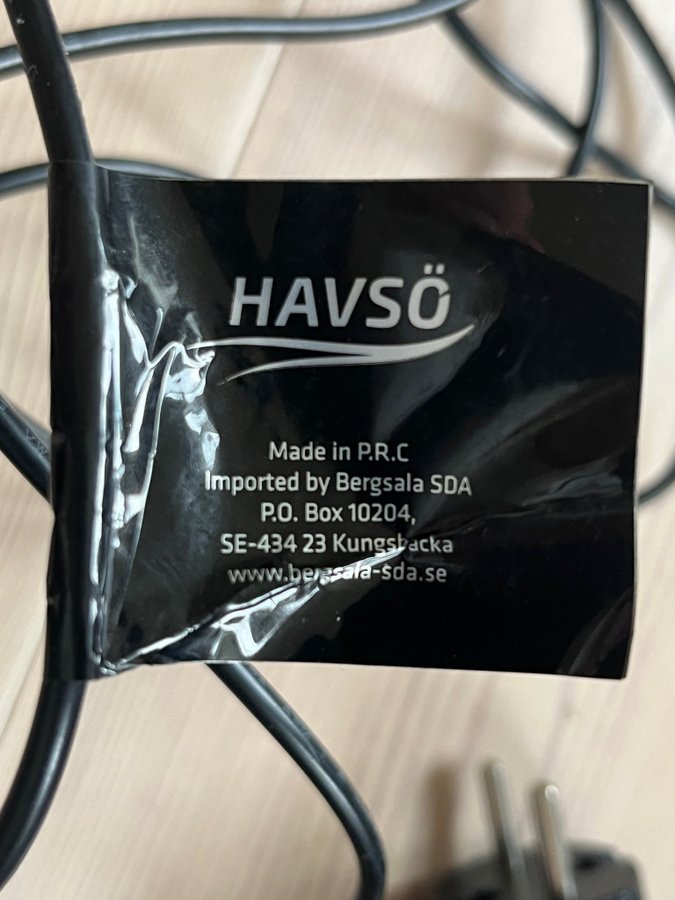 HAVSÖ
Made in P.R.C
Imported by Bergsala SDA
P.O. Box 10204,
SE-434 23 Kungsbacka
www.bergsala-sda.se